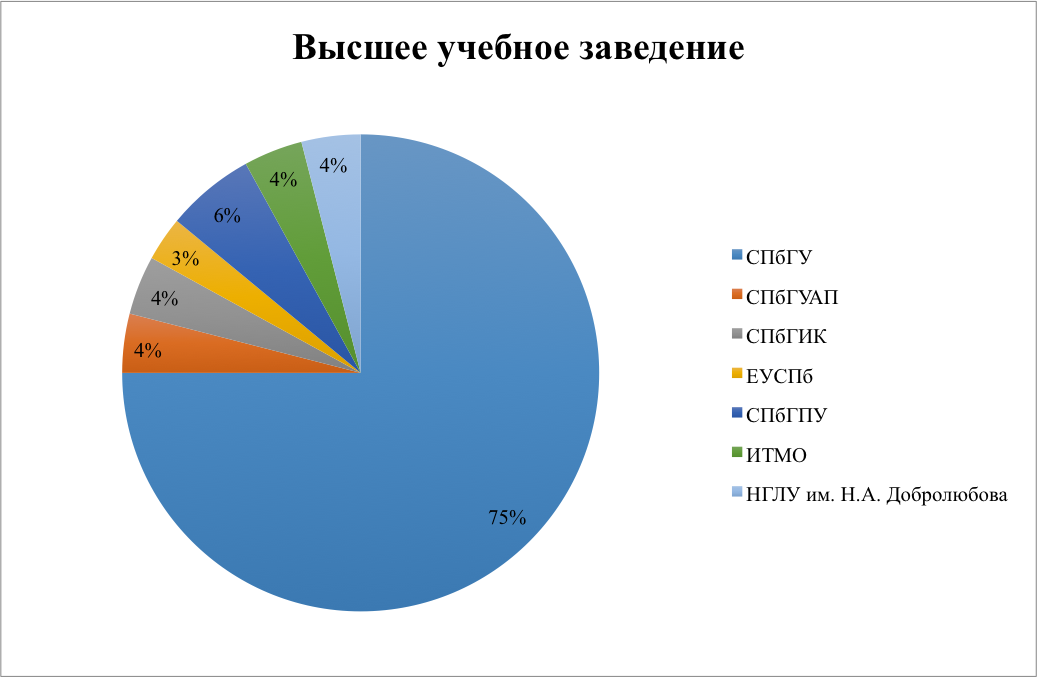 Высшее учебное заведение
4%
4%
6%
3%
4%
4%
75%
СПбГУ
СПбГУАП
СПбГИК
ЕУСПб
СПбГПУ
ИТМО
НГЛУ им. Н.А. Добролюбова